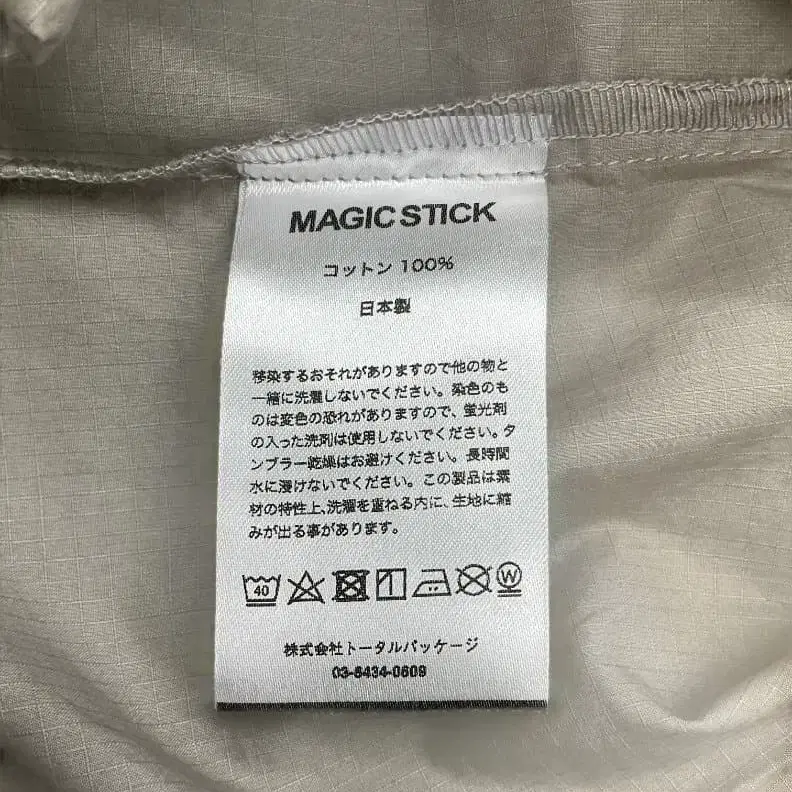 MAGIC STICK
コットン 100%
日本製
移染するおそれがありますので他の物と
一緒に洗濯しないでください。染色のも
のは変色の恐れがありますので、蛍光剤
の入った洗剤は使用しないでください。タ
ンブラー乾燥はお避けください。長時間
水に浸けないでください。この製品は素
材の特性上、洗濯を重ねる内に、生地に縮
みが出る事があります。
40 W
株式会社トータルパッケージ
03-5434-0609